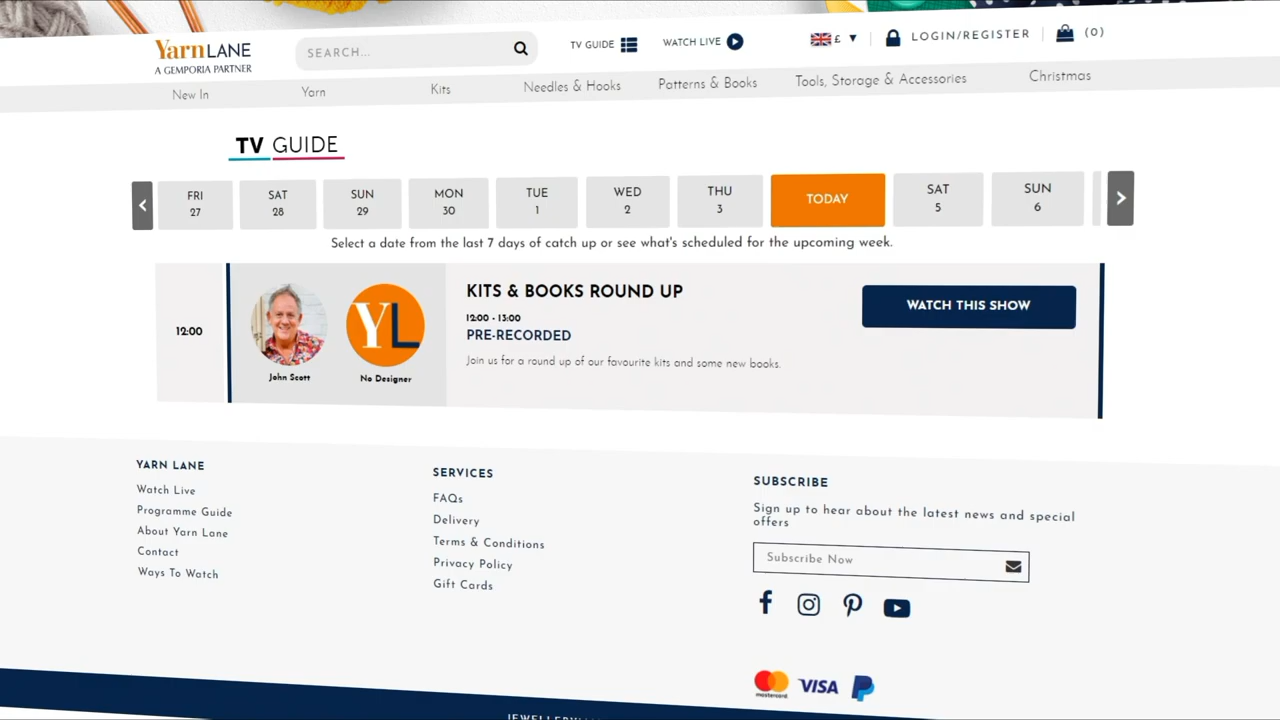 YarnLANE
A GEMPORIA PARTNER
SEARCH...
TV GUIDE
WATCH LIVE
£
LOGIN/REGISTER
(0)
New In
Yarn
Kits
Needles & Hooks
Patterns & Books
Tools, Storage & Accessories
Christmas
TV GUIDE
FRI
27
SAT
28
SUN
29
MON
30
TUE
1
WED
2
THU
3
TODAY
SAT
5
SUN
6
Select a date from the last 7 days of catch up or see what's scheduled for the upcoming week.
12:00
YL
John Scott
No Designer
KITS & BOOKS ROUND UP
12:00 - 13:00
PRE-RECORDED
Join us for a round up of our favourite kits and some new books.
WATCH THIS SHOW
YARN LANE
Watch Live
Programme Guide
About Yarn Lane
Contact
Ways To Watch
SERVICES
FAQs
Delivery
Terms & Conditions
Privacy Policy
Gift Cards
SUBSCRIBE
Sign up to hear about the latest news and special
offers
Subscribe Now
mastercard
VISA